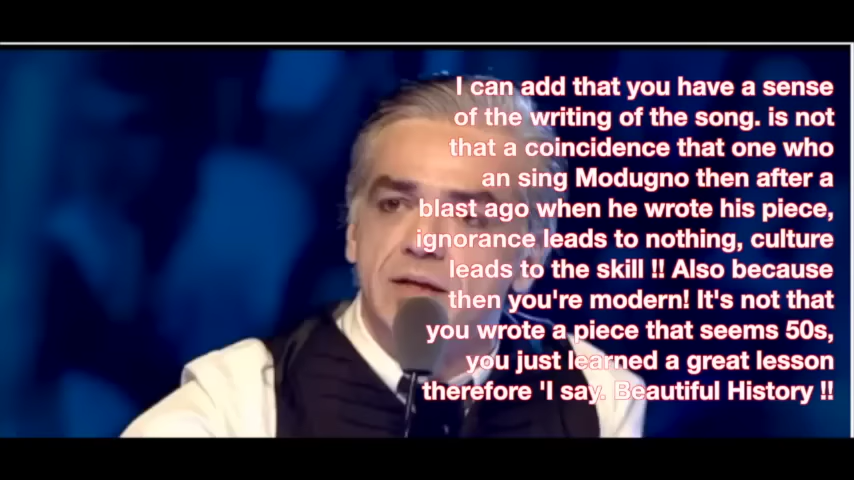 I can add that you have a sense
of the writing of the song. is not
that a coincidence that one who
an sing Modugno then after a
blast ago when he wrote his piece,
ignorance leads to nothing, culture
leads to the skill !! Also because
then you're modern! It's not that
you wrote a piece that seems 50s,
you just learned a great lesson
therefore 'I say. Beautiful History !!